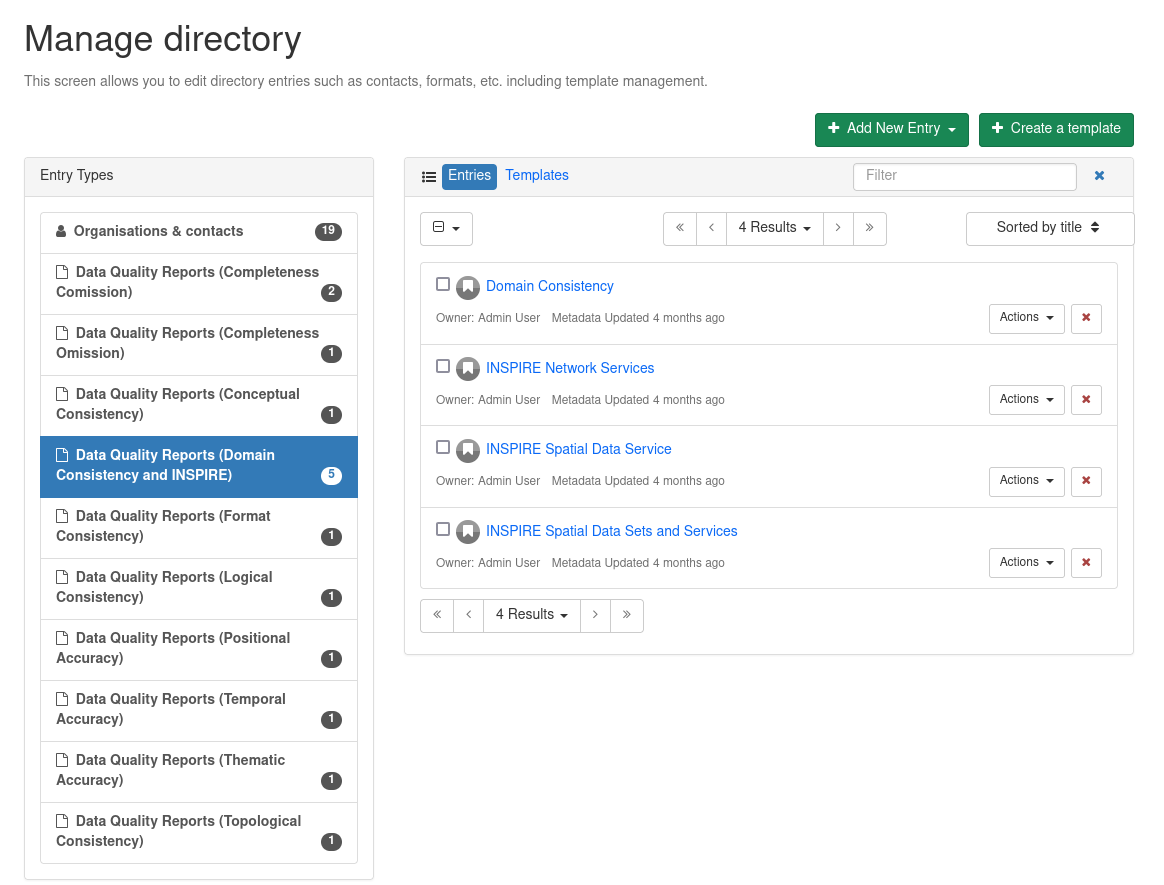 Manage directory
This screen allows you to edit directory entries such as contacts, formats, etc. including template management.
Add New Entry
Create a template
Entry Types
Organisations & contacts 19
Data Quality Reports (Completeness
Comission) 2
Data Quality Reports (Completeness
Omission) 1
Data Quality Reports (Conceptual
Consistency) 1
Data Quality Reports (Domain
Consistency and INSPIRE) 5
Data Quality Reports (Format
Consistency) 1
Data Quality Reports (Logical
Consistency) 1
Data Quality Reports (Positional
Accuracy) 1
Data Quality Reports (Temporal
Accuracy) 1
Data Quality Reports (Thematic
Accuracy) 1
Data Quality Reports (Topological
Consistency) 1
Entries Templates Filter
« ‹ 4 Results › » Sorted by title
Domain Consistency
Owner: Admin User Metadata Updated 4 months ago Actions
INSPIRE Network Services
Owner: Admin User Metadata Updated 4 months ago Actions
INSPIRE Spatial Data Service
Owner: Admin User Metadata Updated 4 months ago Actions
INSPIRE Spatial Data Sets and Services
Owner: Admin User Metadata Updated 4 months ago Actions
« ‹ 4 Results › »